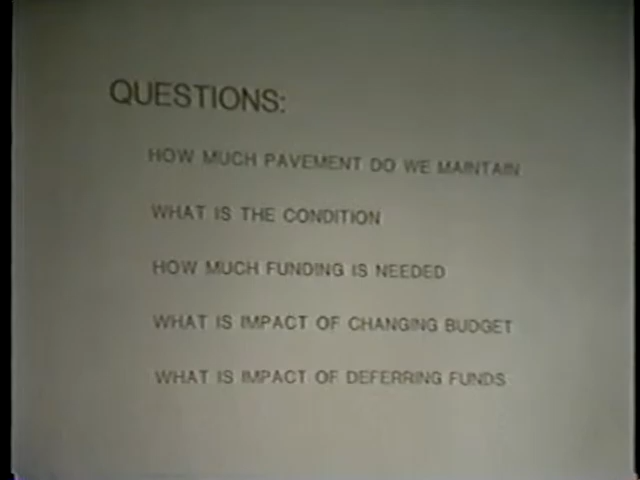 QUESTIONS:
HOW MUCH PAVEMENT DO WE MAINTAIN
WHAT IS THE CONDITION
HOW MUCH FUNDING IS NEEDED
WHAT IS IMPACT OF CHANGING BUDGET
WHAT IS IMPACT OF DEFERRING FUNDS